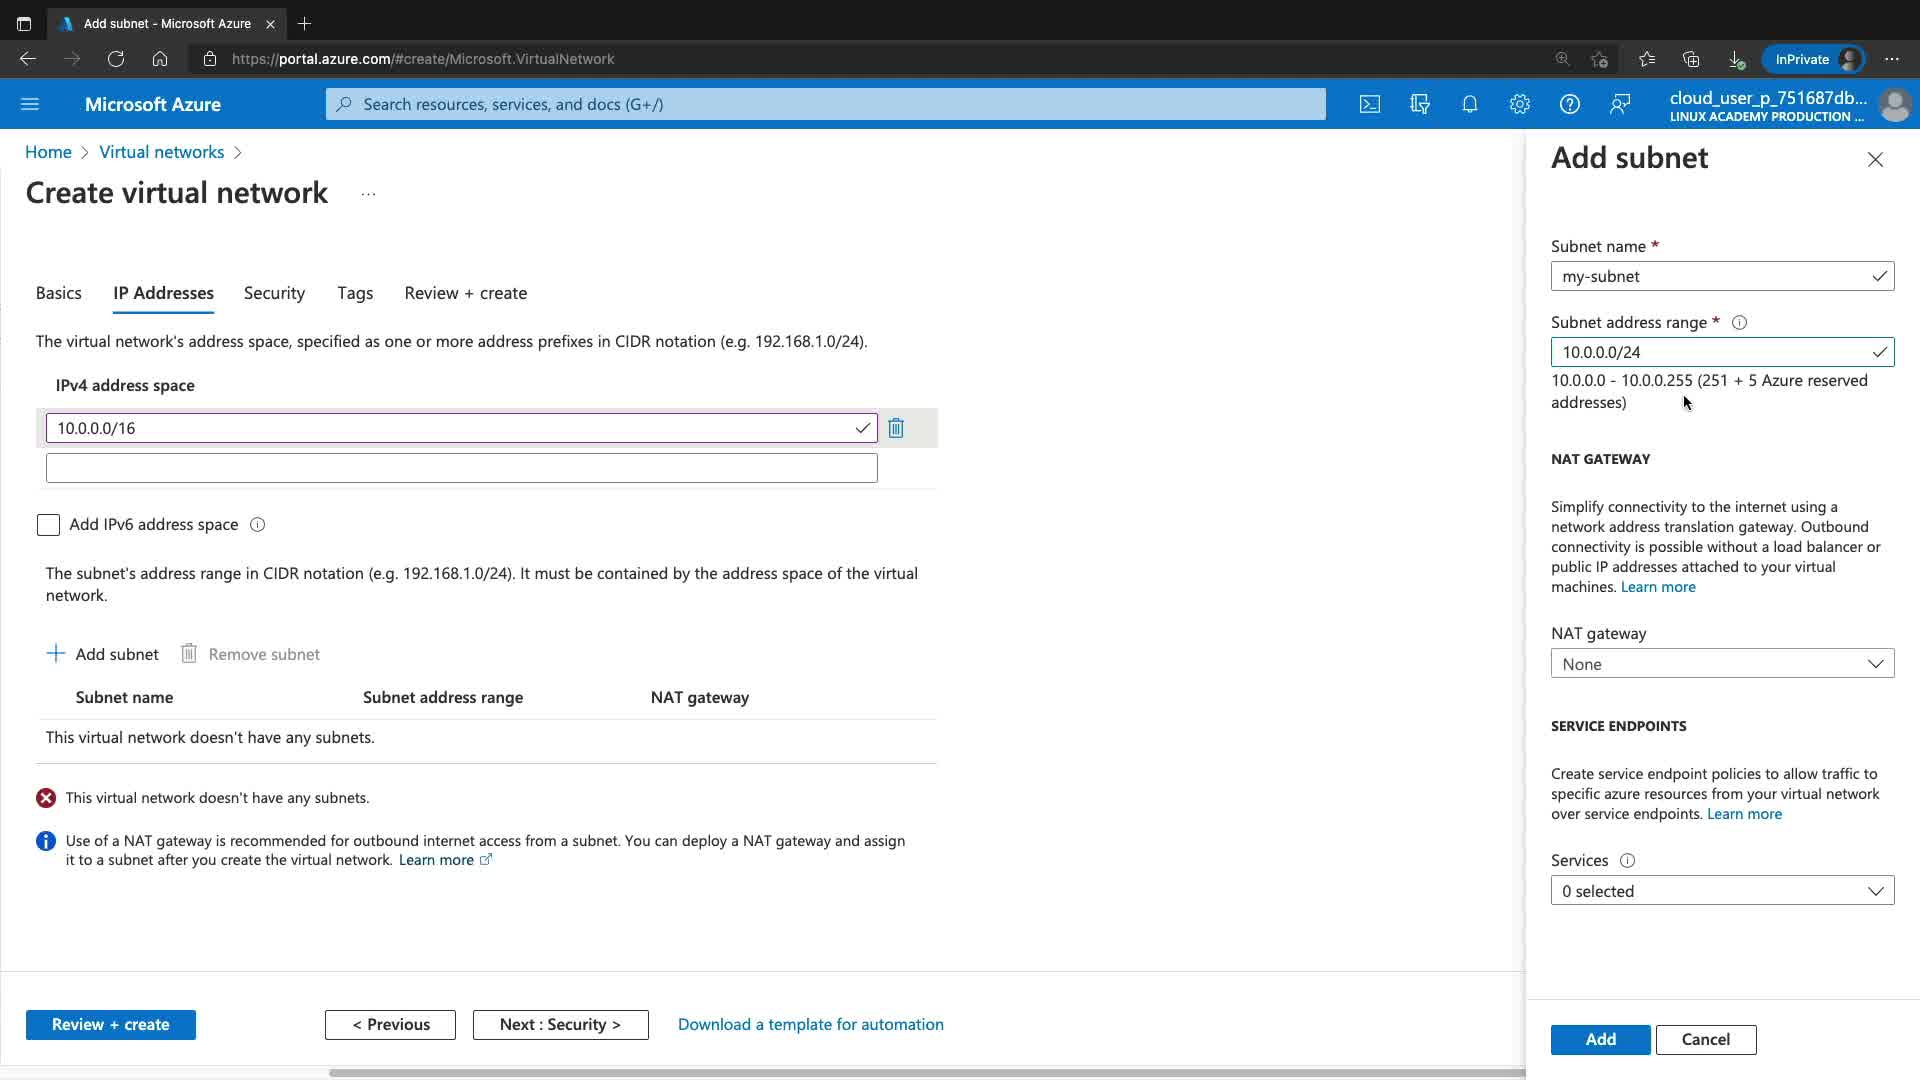 Add subnet - Microsoft Azure
https://portal.azure.com/#create/Microsoft.VirtualNetwork
InPrivate
Microsoft Azure
Search resources, services, and docs (G+/)
cloud_user_p_751687db...
LINUX ACADEMY PRODUCTION ...
Home > Virtual networks >
Create virtual network ...
Basics
IP Addresses
Security
Tags
Review + create
The virtual network's address space, specified as one or more address prefixes in CIDR notation (e.g. 192.168.1.0/24).
IPv4 address space
10.0.0.0/16
Add IPv6 address space
The subnet's address range in CIDR notation (e.g. 192.168.1.0/24). It must be contained by the address space of the virtual
network.
Add subnet
Remove subnet
Subnet name
Subnet address range
NAT gateway
This virtual network doesn't have any subnets.
This virtual network doesn't have any subnets.
Use of a NAT gateway is recommended for outbound internet access from a subnet. You can deploy a NAT gateway and assign
it to a subnet after you create the virtual network. Learn more
Review + create
< Previous
Next : Security >
Download a template for automation
Add subnet
Subnet name *
my-subnet
Subnet address range *
10.0.0.0/24
10.0.0.0 - 10.0.0.255 (251 + 5 Azure reserved
addresses)
NAT GATEWAY
Simplify connectivity to the internet using a
network address translation gateway. Outbound
connectivity is possible without a load balancer or
public IP addresses attached to your virtual
machines. Learn more
NAT gateway
None
SERVICE ENDPOINTS
Create service endpoint policies to allow traffic to
specific azure resources from your virtual network
over service endpoints. Learn more
Services
0 selected
Add
Cancel